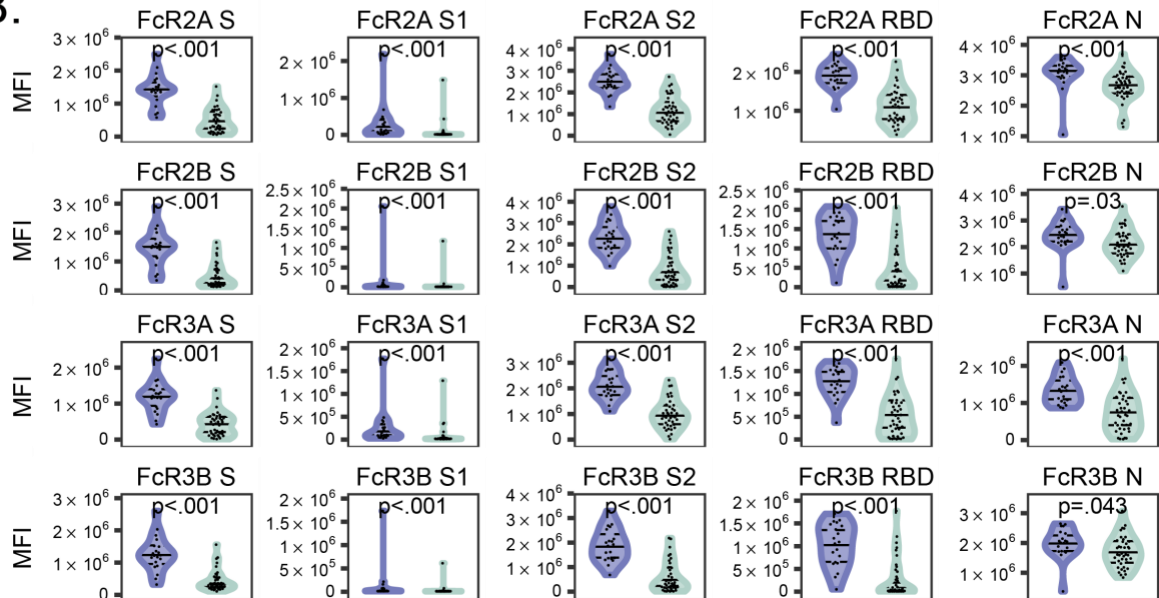 B.
FcR2A S FcR2A S1 FcR2A S2 FcR2A RBD FcR2A N
MFI
3 × 10⁶ 2 × 10⁶ 1 × 10⁶ 0 p<.001
2 × 10⁶ 1 × 10⁶ 0 p<.001
4 × 10⁶ 3 × 10⁶ 2 × 10⁶ 1 × 10⁶ 0 p<.001
2 × 10⁶ 1 × 10⁶ p<.001
4 × 10⁶ 3 × 10⁶ 2 × 10⁶ 1 × 10⁶ p<.001
FcR2B S FcR2B S1 FcR2B S2 FcR2B RBD FcR2B N
MFI
3 × 10⁶ 2 × 10⁶ 1 × 10⁶ 0 p<.001
2.5 × 10⁶ 2 × 10⁶ 1.5 × 10⁶ 1 × 10⁶ 5 × 10⁵ 0 p<.001
4 × 10⁶ 3 × 10⁶ 2 × 10⁶ 1 × 10⁶ 0 p<.001
2.5 × 10⁶ 2 × 10⁶ 1.5 × 10⁶ 1 × 10⁶ 5 × 10⁵ 0 p<.001
4 × 10⁶ 3 × 10⁶ 2 × 10⁶ 1 × 10⁶ p=.03
FcR3A S FcR3A S1 FcR3A S2 FcR3A RBD FcR3A N
MFI
2 × 10⁶ 1 × 10⁶ 0 p<.001
2 × 10⁶ 1.5 × 10⁶ 1 × 10⁶ 5 × 10⁵ 0 p<.001
3 × 10⁶ 2 × 10⁶ 1 × 10⁶ 0 p<.001
2 × 10⁶ 1.5 × 10⁶ 1 × 10⁶ 5 × 10⁵ 0 p<.001
2 × 10⁶ 1 × 10⁶ 0 p<.001
FcR3B S FcR3B S1 FcR3B S2 FcR3B RBD FcR3B N
MFI
3 × 10⁶ 2 × 10⁶ 1 × 10⁶ 0 p<.001
2 × 10⁶ 1.5 × 10⁶ 1 × 10⁶ 5 × 10⁵ 0 p<.001
4 × 10⁶ 3 × 10⁶ 2 × 10⁶ 1 × 10⁶ 0 p<.001
2 × 10⁶ 1.5 × 10⁶ 1 × 10⁶ 5 × 10⁵ 0 p<.001
3 × 10⁶ 2 × 10⁶ 1 × 10⁶ p=.043